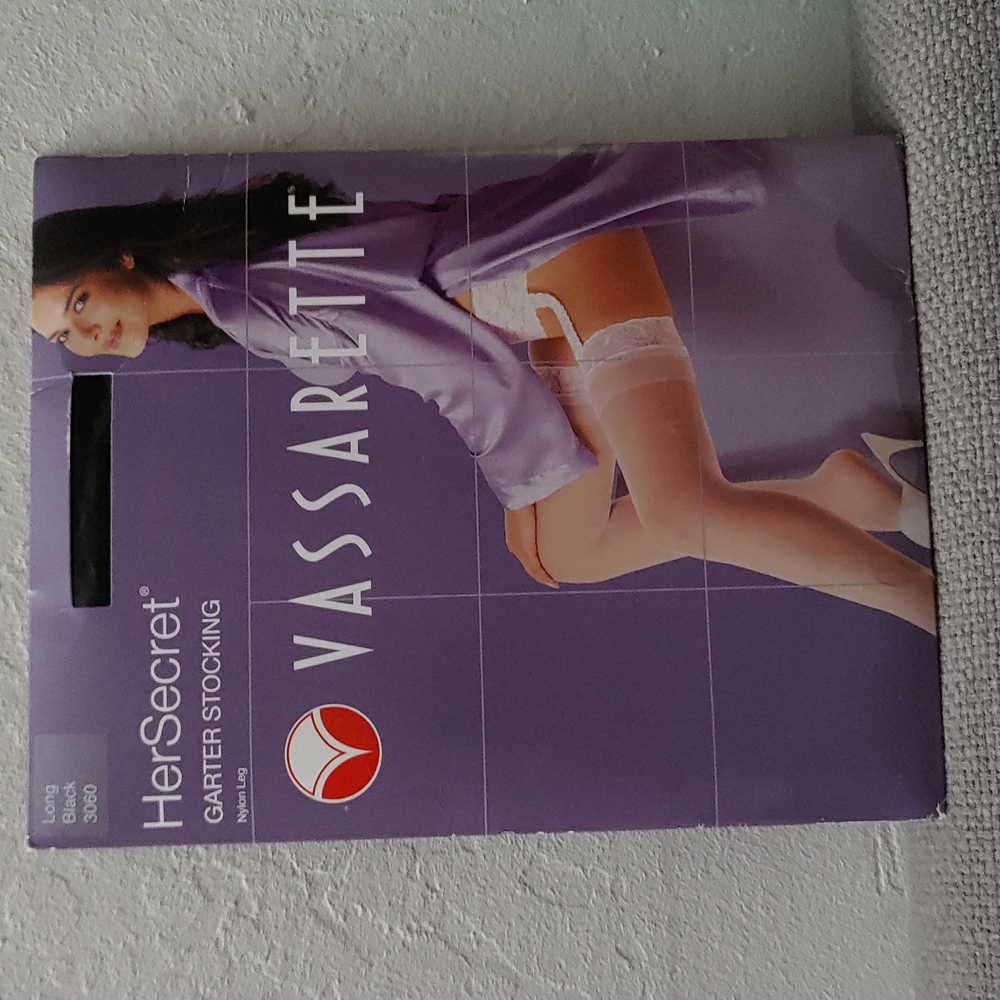 Long
Black
3060
HerSecret®
GARTER STOCKING
Nylon Leg
VASSARETTE®